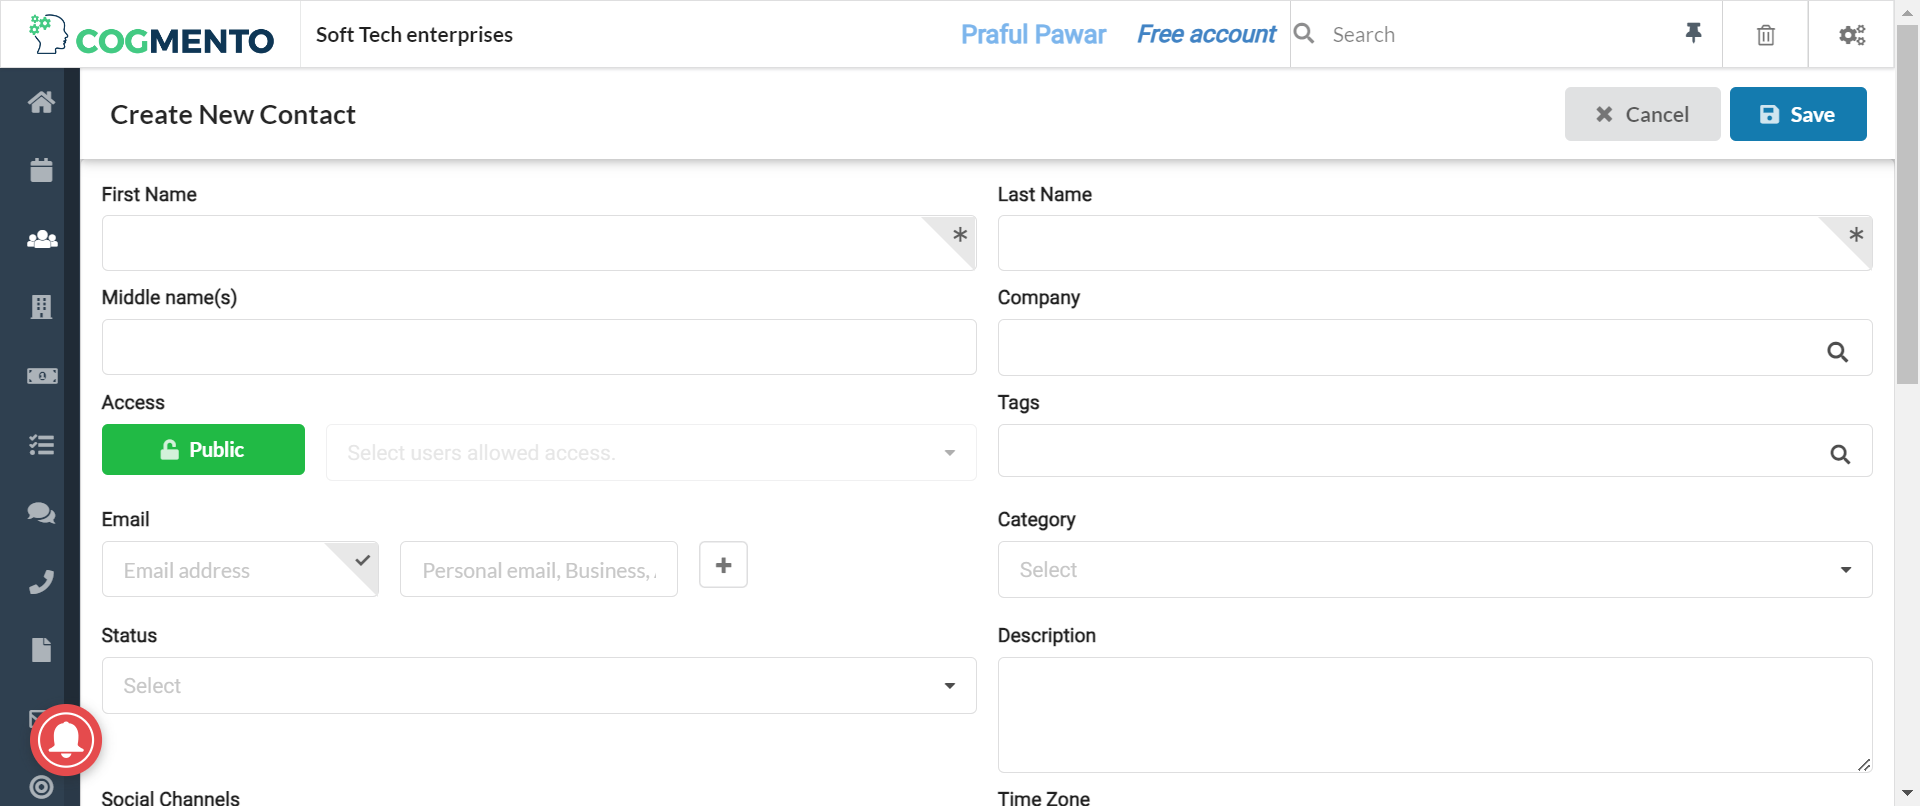 COGMENTO
Soft Tech enterprises
Praful Pawar
Free account
Search
Create New Contact
Cancel
Save
First Name
Last Name
*
*
Middle name(s)
Company
Access
Tags
Public
Select users allowed access.
Email
Category
Email address
Personal email, Business, 
Select
Status
Description
Select
Social Channels
Time Zone